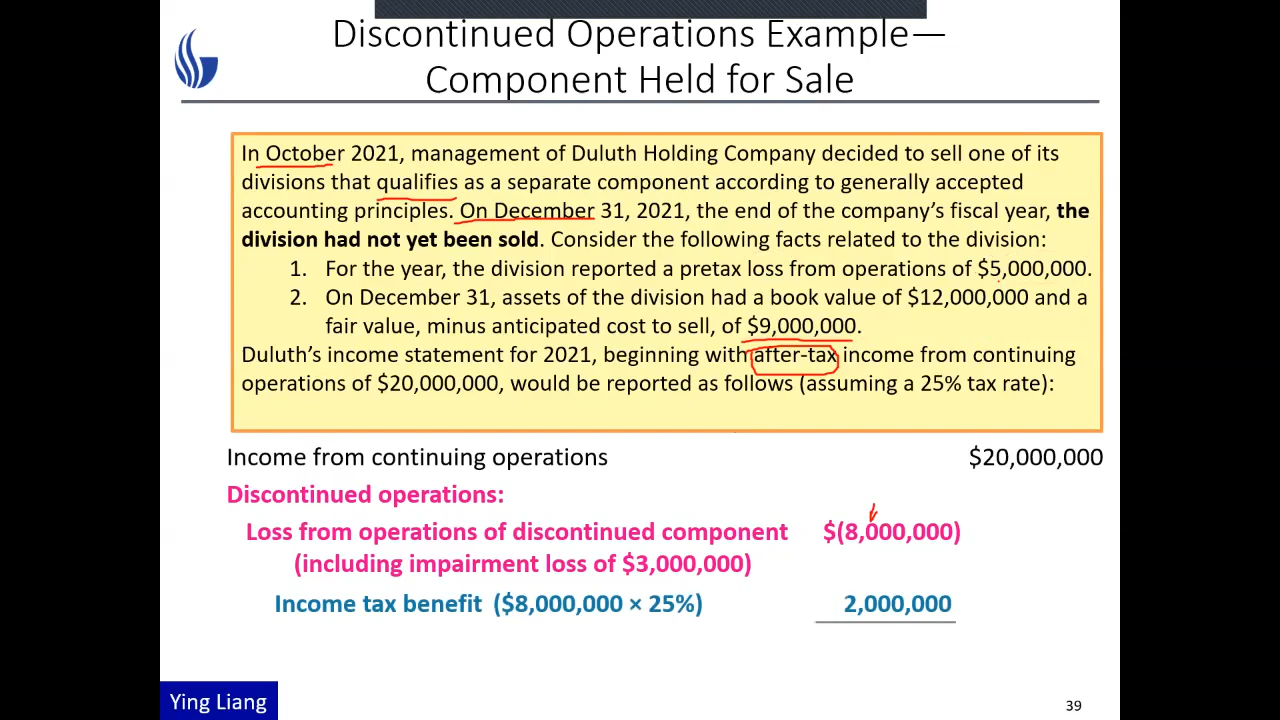 Discontinued Operations Example—
Component Held for Sale
In October 2021, management of Duluth Holding Company decided to sell one of its
divisions that qualifies as a separate component according to generally accepted
accounting principles. On December 31, 2021, the end of the company's fiscal year, the
division had not yet been sold. Consider the following facts related to the division:
1. For the year, the division reported a pretax loss from operations of $5,000,000.
2. On December 31, assets of the division had a book value of $12,000,000 and a
fair value, minus anticipated cost to sell, of $9,000,000.
Duluth's income statement for 2021, beginning with after-tax income from continuing
operations of $20,000,000, would be reported as follows (assuming a 25% tax rate):
Income from continuing operations $20,000,000
Discontinued operations:
Loss from operations of discontinued component $(8,000,000)
(including impairment loss of $3,000,000)
Income tax benefit ($8,000,000 × 25%) 2,000,000
Ying Liang
39